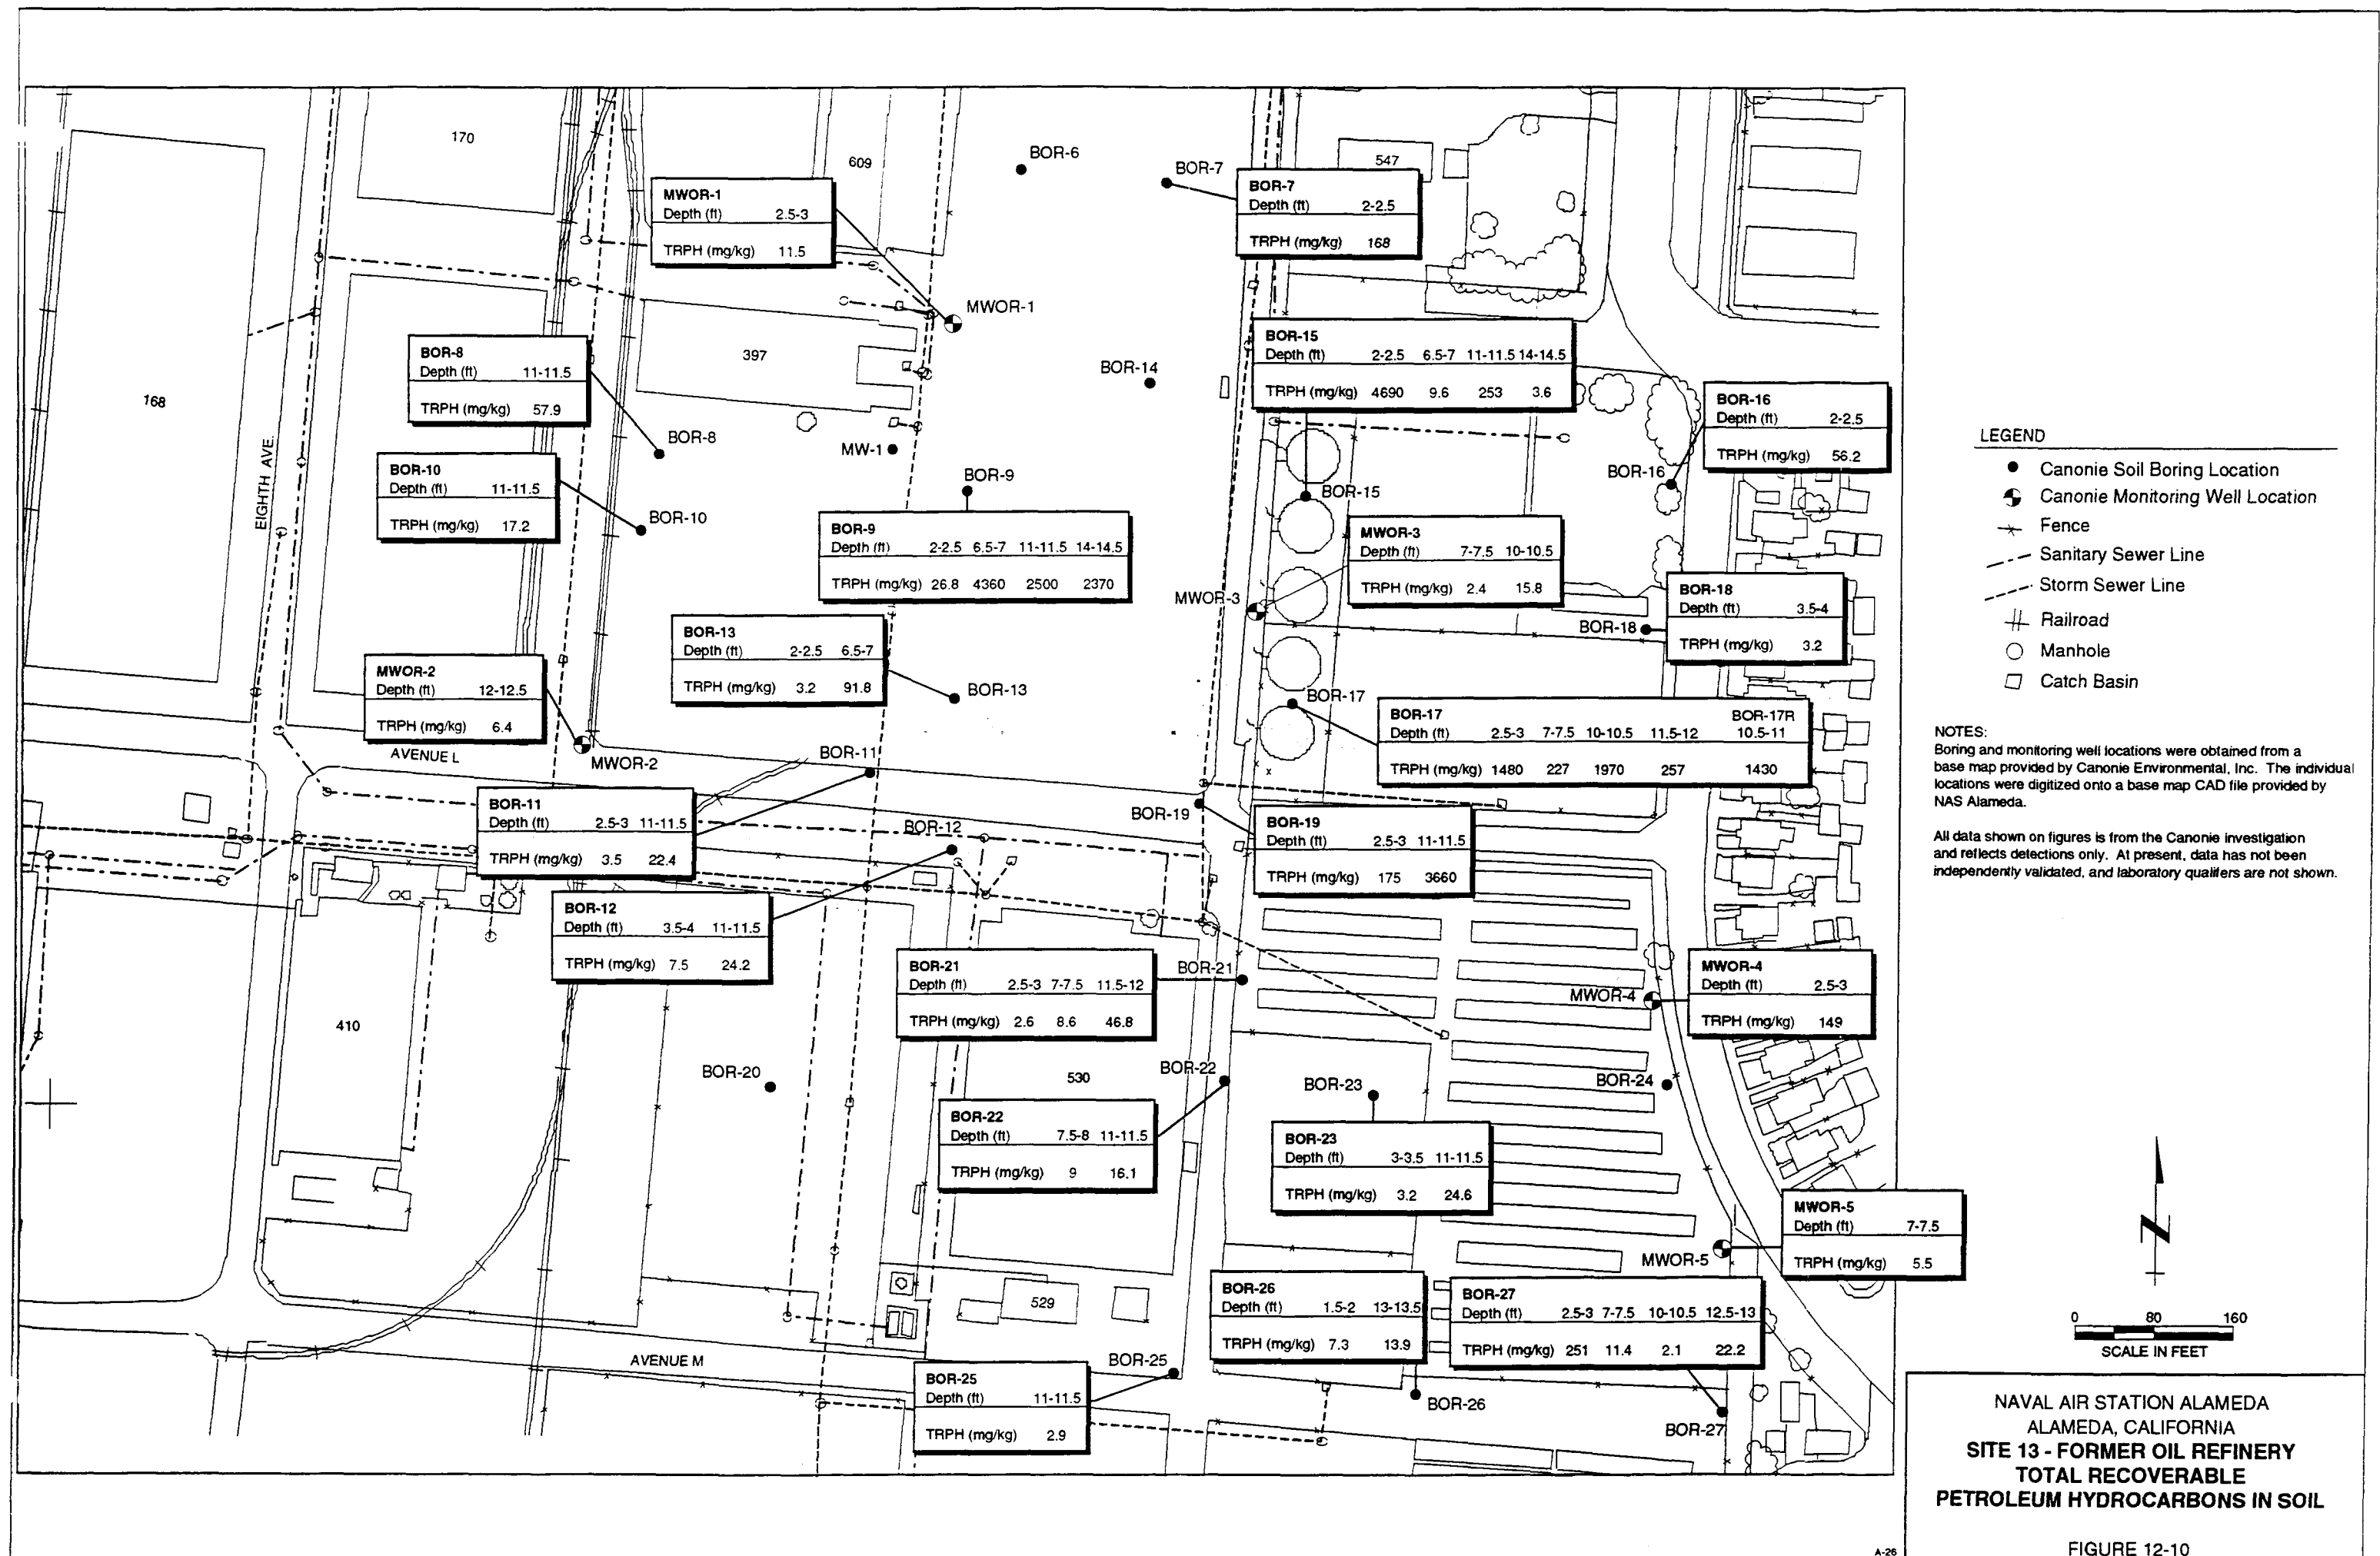 170
609
BOR-6
BOR-7
547
MWOR-1
Depth (ft) 2.5-3
TRPH (mg/kg) 11.5
BOR-7
Depth (ft) 2-2.5
TRPH (mg/kg) 168
MWOR-1
BOR-8
Depth (ft) 11-11.5
TRPH (mg/kg) 57.9
397
BOR-14
BOR-15
Depth (ft) 2-2.5 6.5-7 11-11.5 14-14.5
TRPH (mg/kg) 4690 9.6 253 3.6
168
BOR-16
Depth (ft) 2-2.5
TRPH (mg/kg) 56.2
EIGHTH AVE.
BOR-8
MW-1
BOR-9
BOR-16
BOR-15
BOR-10
Depth (ft) 11-11.5
TRPH (mg/kg) 17.2
BOR-10
BOR-9
Depth (ft) 2-2.5 6.5-7 11-11.5 14-14.5
TRPH (mg/kg) 26.8 4360 2500 2370
MWOR-3
Depth (ft) 7-7.5 10-10.5
TRPH (mg/kg) 2.4 15.8
MWOR-3
BOR-18
BOR-18
Depth (ft) 3.5-4
TRPH (mg/kg) 3.2
BOR-13
Depth (ft) 2-2.5 6.5-7
TRPH (mg/kg) 3.2 91.8
BOR-13
MWOR-2
Depth (ft) 12-12.5
TRPH (mg/kg) 6.4
BOR-17
BOR-17 BOR-17R
Depth (ft) 2.5-3 7-7.5 10-10.5 11.5-12 10.5-11
TRPH (mg/kg) 1480 227 1970 257 1430
AVENUE L
MWOR-2
BOR-11
BOR-11
Depth (ft) 2.5-3 11-11.5
TRPH (mg/kg) 3.5 22.4
BOR-12
BOR-19
BOR-19
Depth (ft) 2.5-3 11-11.5
TRPH (mg/kg) 175 3660
BOR-12
Depth (ft) 3.5-4 11-11.5
TRPH (mg/kg) 7.5 24.2
BOR-21
Depth (ft) 2.5-3 7-7.5 11.5-12
TRPH (mg/kg) 2.6 8.6 46.8
BOR-21
MWOR-4
MWOR-4
Depth (ft) 2.5-3
TRPH (mg/kg) 149
410
BOR-20
530
BOR-22
BOR-23
BOR-24
BOR-22
Depth (ft) 7.5-8 11-11.5
TRPH (mg/kg) 9 16.1
BOR-23
Depth (ft) 3-3.5 11-11.5
TRPH (mg/kg) 3.2 24.6
MWOR-5
Depth (ft) 7-7.5
TRPH (mg/kg) 5.5
MWOR-5
529
BOR-26
Depth (ft) 1.5-2 13-13.5
TRPH (mg/kg) 7.3 13.9
BOR-27
Depth (ft) 2.5-3 7-7.5 10-10.5 12.5-13
TRPH (mg/kg) 251 11.4 2.1 22.2
AVENUE M
BOR-25
BOR-25
Depth (ft) 11-11.5
TRPH (mg/kg) 2.9
BOR-26
BOR-27
LEGEND
Canonie Soil Boring Location
Canonie Monitoring Well Location
Fence
Sanitary Sewer Line
Storm Sewer Line
Railroad
Manhole
Catch Basin
NOTES:
Boring and monitoring well locations were obtained from a
base map provided by Canonie Environmental, Inc. The individual
locations were digitized onto a base map CAD file provided by
NAS Alameda.
All data shown on figures is from the Canonie investigation
and reflects detections only. At present, data has not been
independently validated, and laboratory qualifers are not shown.
N
0 80 160
SCALE IN FEET
NAVAL AIR STATION ALAMEDA
ALAMEDA, CALIFORNIA
SITE 13 - FORMER OIL REFINERY
TOTAL RECOVERABLE
PETROLEUM HYDROCARBONS IN SOIL
FIGURE 12-10
A-26